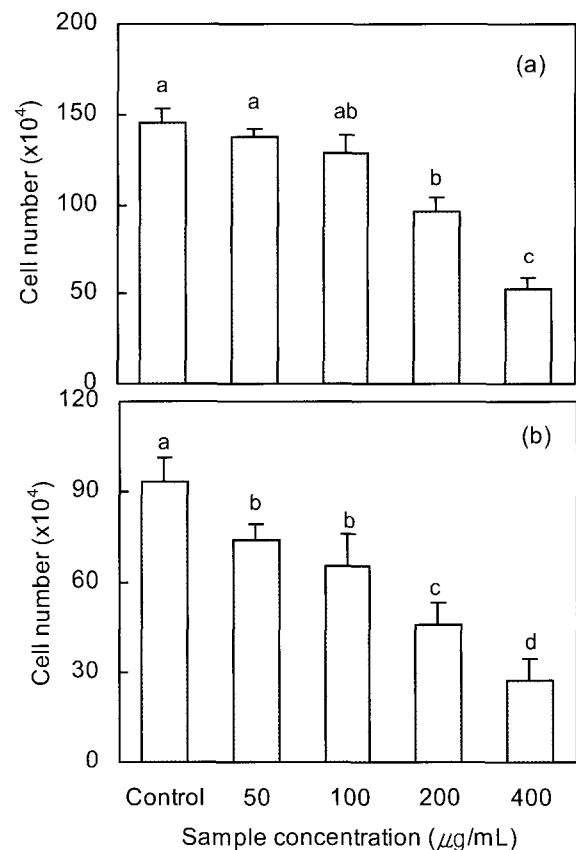 200
(a)
a
a
ab
150
b
100
c
50
0
Cell number (x10⁴)
120
(b)
a
90
b
b
60
c
d
30
0
Cell number (x10⁴)
Control 50 100 200 400
Sample concentration (μg/mL)